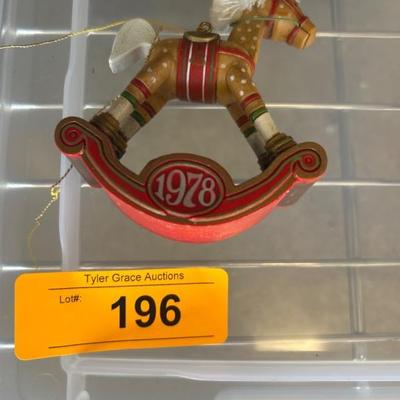 1978
Tyler Grace Auctions
Lot#:
196